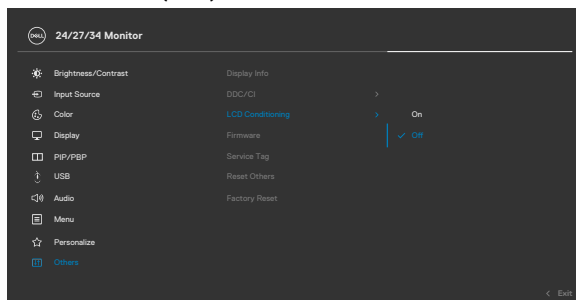 DELL
24/27/34 Monitor
Brightness/Contrast
Display Info
Input Source
DDC/CI >
Color
LCD Conditioning > On
Display
Firmware ✓ Off
PIP/PBP
Service Tag
USB
Reset Others
Audio
Factory Reset
Menu
Personalize
Others
< Exit